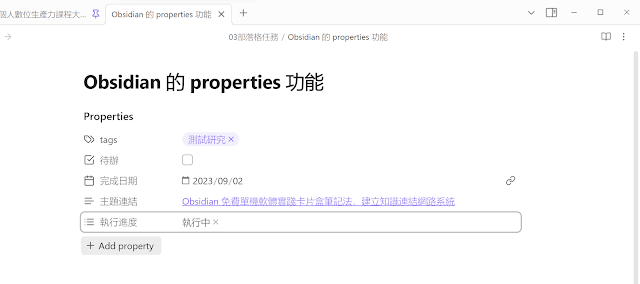 個人數位生產力課程大...
Obsidian 的 properties 功能
03部落格任務 / Obsidian 的 properties 功能
Obsidian 的 properties 功能
Properties
tags 測試研究
待辦
完成日期 2023/09/02
主題連結 Obsidian 免費單機軟體實踐卡片盒筆記法,建立知識連結網路系統
執行進度 執行中
Add property